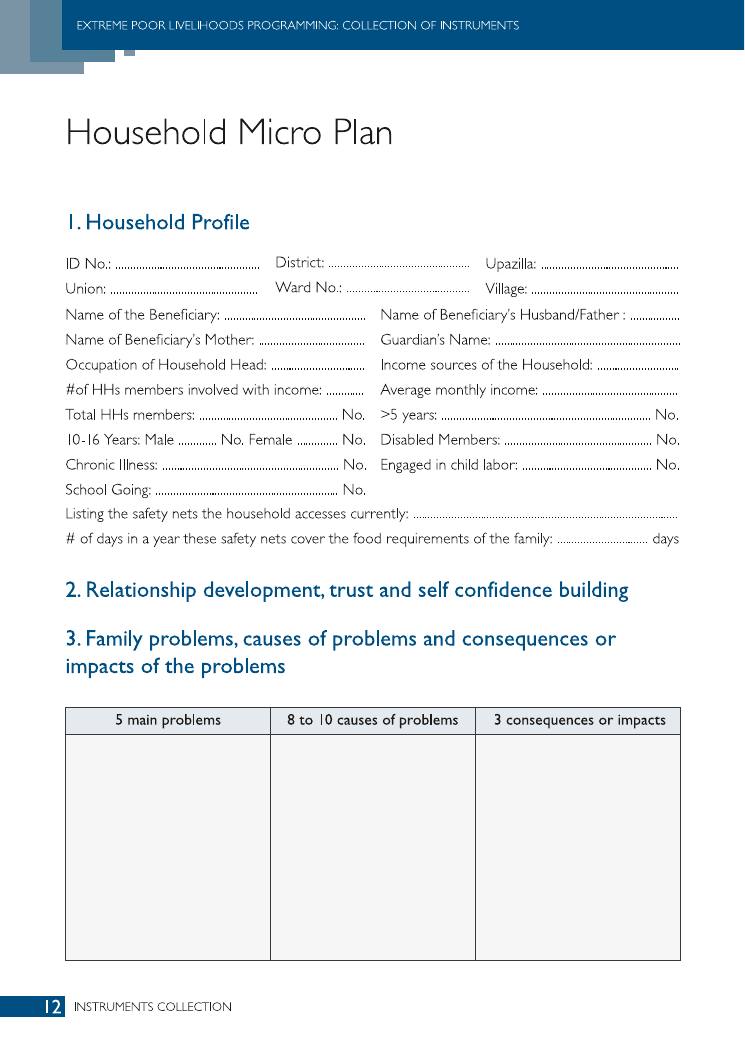 EXTREME POOR LIVELIHOODS PROGRAMMING: COLLECTION OF INSTRUMENTS
Household Micro Plan
1. Household Profile
ID No.: ................................................ District: ................................................ Upazilla: ................................................
Union: ................................................ Ward No.: ................................................ Village: ................................................
Name of the Beneficiary: ................................................ Name of Beneficiary's Husband/Father : ................
Name of Beneficiary's Mother: .................................... Guardian's Name: ................................................
Occupation of Household Head: ............................... Income sources of the Household: ...........................
#of HHs members involved with income: ............. Average monthly income: ..............................................
Total HHs members: ............................................... No. >5 years: ....................................................................... No.
10-16 Years: Male ............. No. Female .............. No. Disabled Members: .................................................. No.
Chronic Illness: ............................................................ No. Engaged in child labor: ............................................ No.
School Going: .............................................................. No.
Listing the safety nets the household accesses currently: ..........................................................................................
# of days in a year these safety nets cover the food requirements of the family: ............................... days
2. Relationship development, trust and self confidence building
3. Family problems, causes of problems and consequences or
impacts of the problems
5 main problems 8 to 10 causes of problems 3 consequences or impacts
12 INSTRUMENTS COLLECTION